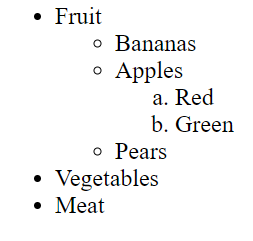 • Fruit
◦ Bananas
◦ Apples
a. Red
b. Green
◦ Pears
• Vegetables
• Meat